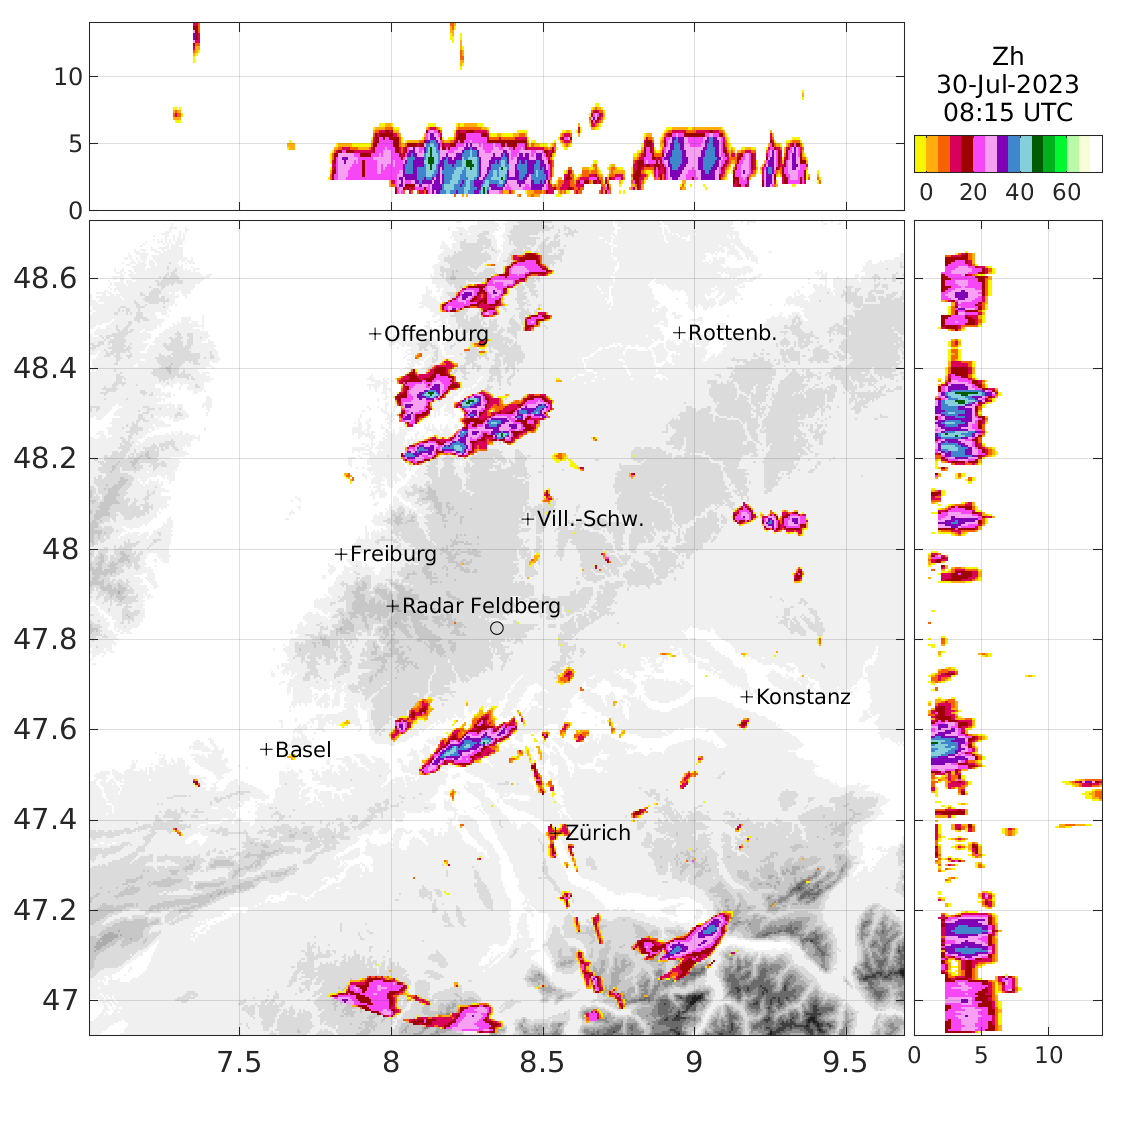 10
5
0
Zh
30-Jul-2023
08:15 UTC
0 20 40 60
48.6
48.4
48.2
48
47.8
47.6
47.4
47.2
47
+Offenburg
+Rottenb.
+Vill.-Schw.
+Freiburg
+Radar Feldberg
+Konstanz
+Basel
+Zürich
7.5 8 8.5 9 9.5
0 5 10